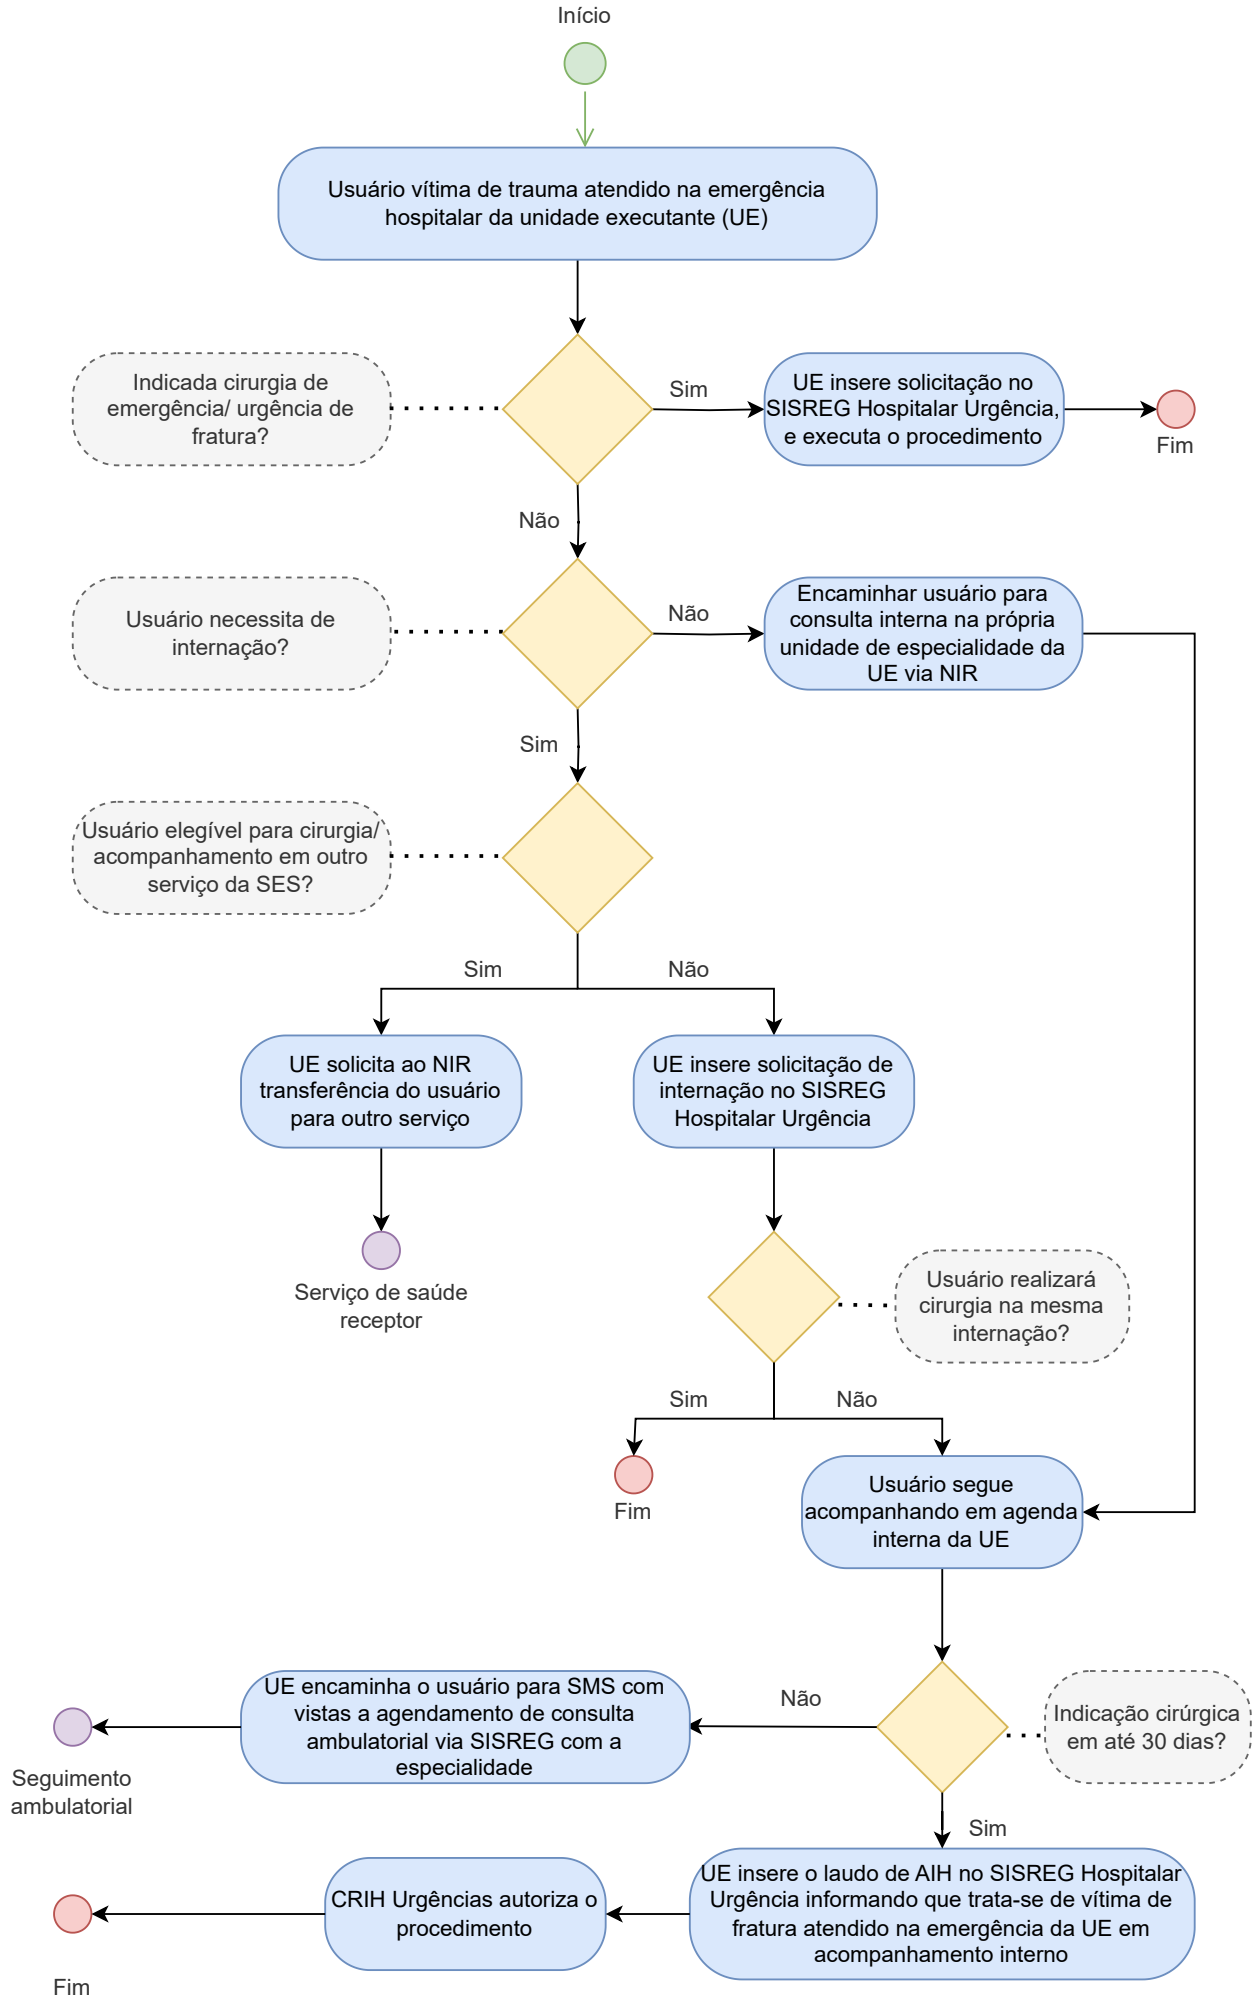 Início
Usuário vítima de trauma atendido na emergência
hospitalar da unidade executante (UE)
Indicada cirurgia de
emergência/ urgência de
fratura?
Sim
UE insere solicitação no
SISREG Hospitalar Urgência,
e executa o procedimento
Fim
Não
Usuário necessita de
internação?
Não
Encaminhar usuário para
consulta interna na própria
unidade de especialidade da
UE via NIR
Sim
Usuário elegível para cirurgia/
acompanhamento em outro
serviço da SES?
Sim
Não
UE solicita ao NIR
transferência do usuário
para outro serviço
UE insere solicitação de
internação no SISREG
Hospitalar Urgência
Serviço de saúde
receptor
Usuário realizará
cirurgia na mesma
internação?
Sim
Não
Fim
Usuário segue
acompanhando em agenda
interna da UE
Indicação cirúrgica
em até 30 dias?
Não
UE encaminha o usuário para SMS com
vistas a agendamento de consulta
ambulatorial via SISREG com a
especialidade
Seguimento
ambulatorial
Sim
UE insere o laudo de AIH no SISREG Hospitalar
Urgência informando que trata-se de vítima de
fratura atendido na emergência da UE em
acompanhamento interno
CRIH Urgências autoriza o
procedimento
Fim